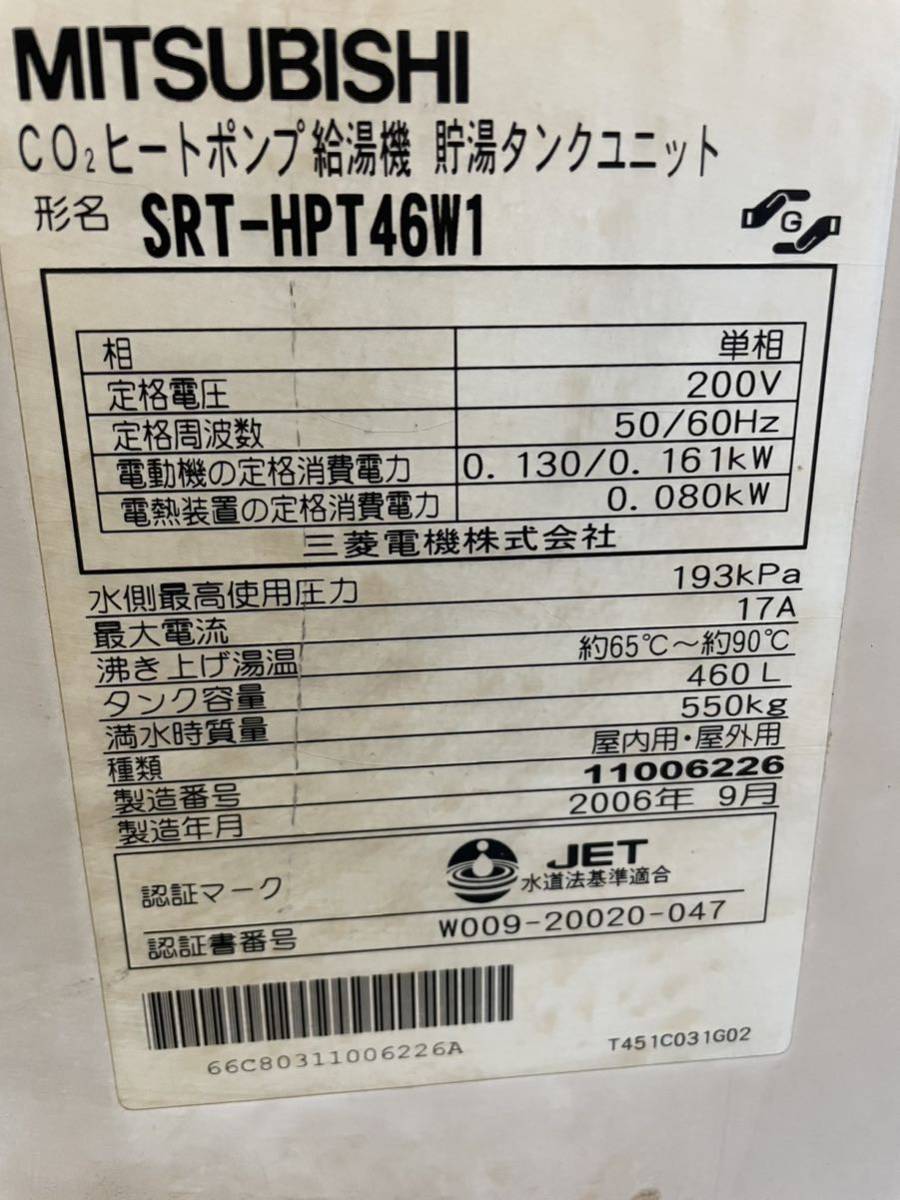 MITSUBISHI
CO₂ヒートポンプ給湯機 貯湯タンクユニット
形名 SRT-HPT46W1
G
相 単相
定格電圧 200V
定格周波数 50/60Hz
電動機の定格消費電力 0.130/0.161kW
電熱装置の定格消費電力 0.080kW
三菱電機株式会社
水側最高使用圧力 193kPa
最大電流 17A
沸き上げ湯温 約65℃～約90℃
タンク容量 460L
満水時質量 550kg
種類 屋内用・屋外用
製造番号 11006226
製造年月 2006年 9月
認証マーク JET
水道法基準適合
認証書番号 W009-20020-047
66C80311006226A
T451C031G02